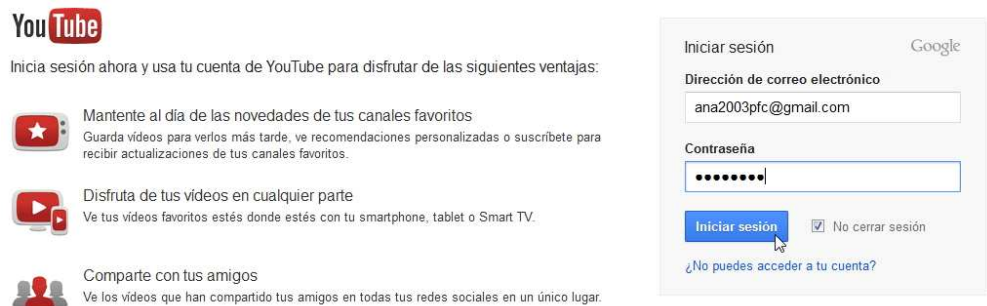 YouTube
Inicia sesión ahora y usa tu cuenta de YouTube para disfrutar de las siguientes ventajas:
Mantente al día de las novedades de tus canales favoritos
Guarda vídeos para verlos más tarde, ve recomendaciones personalizadas o suscríbete para
recibir actualizaciones de tus canales favoritos.
Disfruta de tus vídeos en cualquier parte
Ve tus vídeos favoritos estés donde estés con tu smartphone, tablet o Smart TV.
Comparte con tus amigos
Ve los vídeos que han compartido tus amigos en todas tus redes sociales en un único lugar.
Iniciar sesión Google
Dirección de correo electrónico
ana2003pfc@gmail.com
Contraseña
●●●●●●●●
Iniciar sesión No cerrar sesión
¿No puedes acceder a tu cuenta?